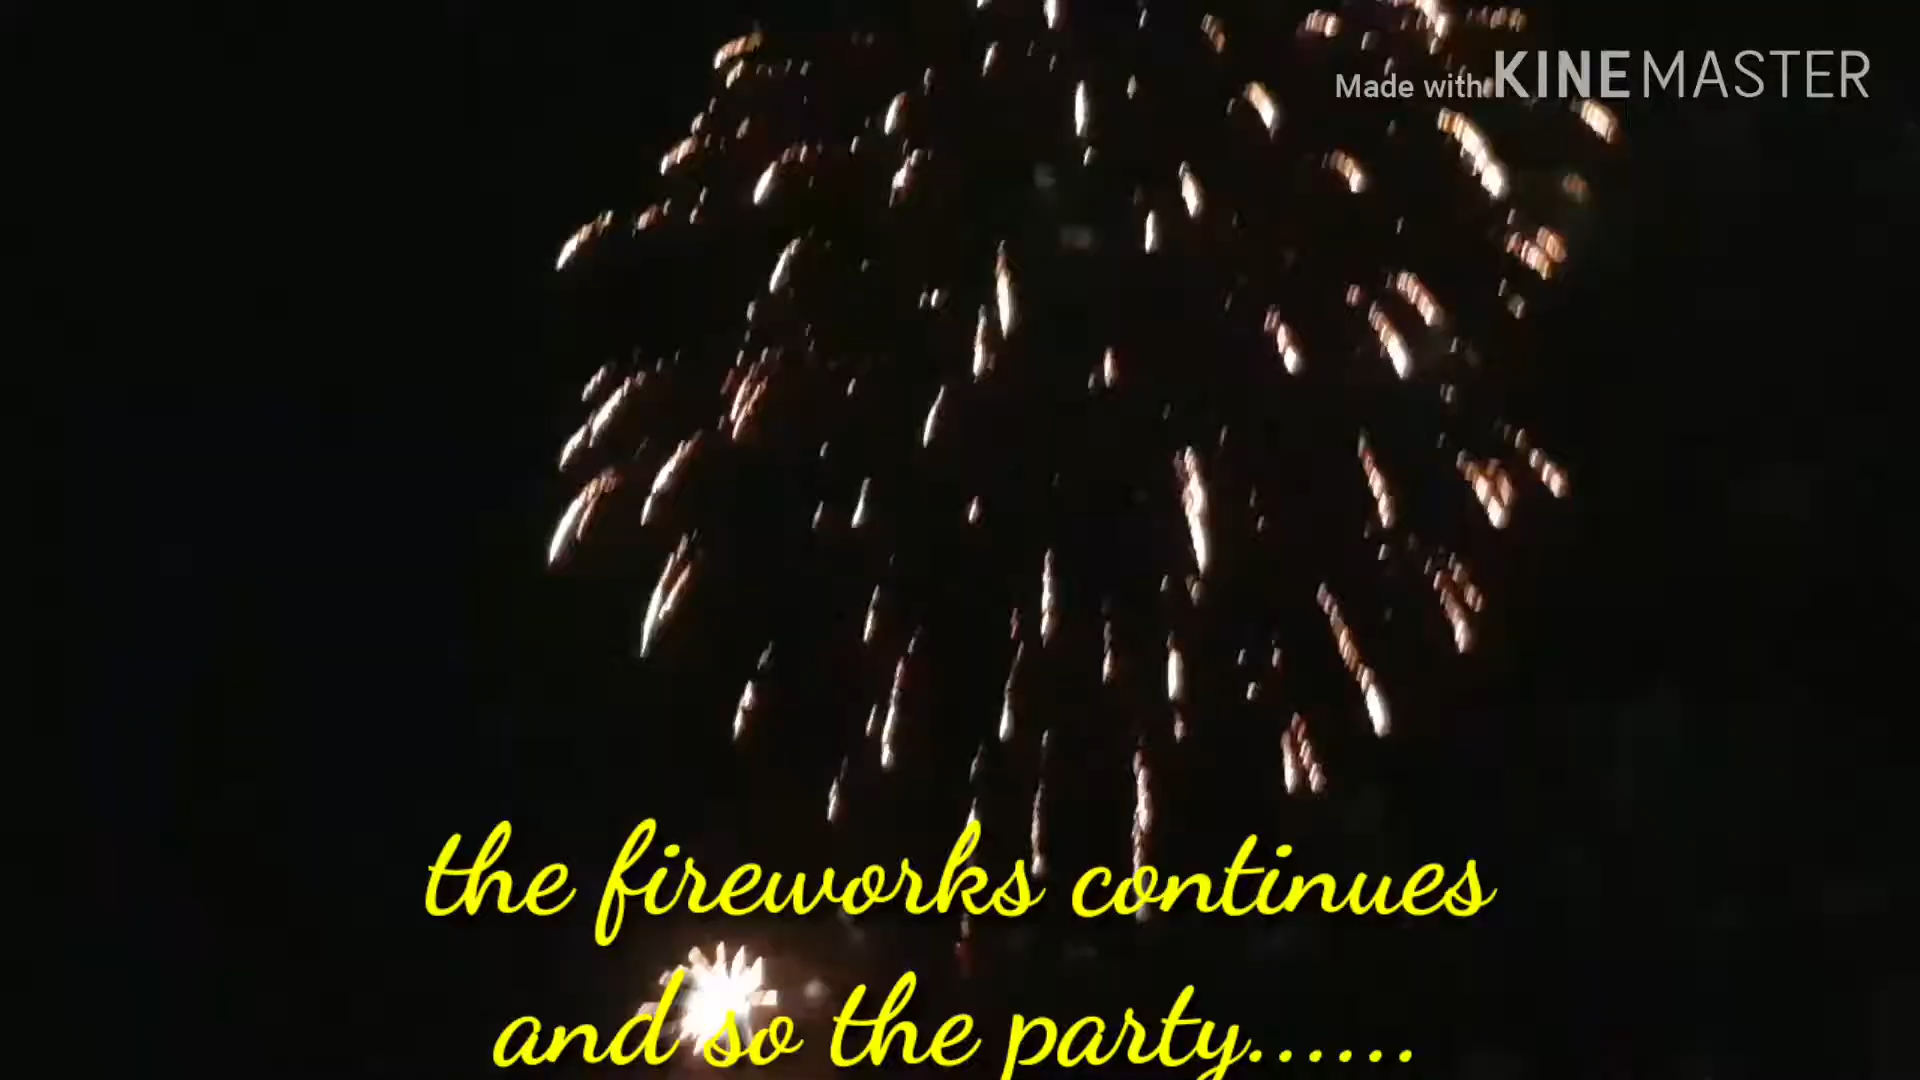 Made with KINEMASTER
the fireworks continues
and so the party......